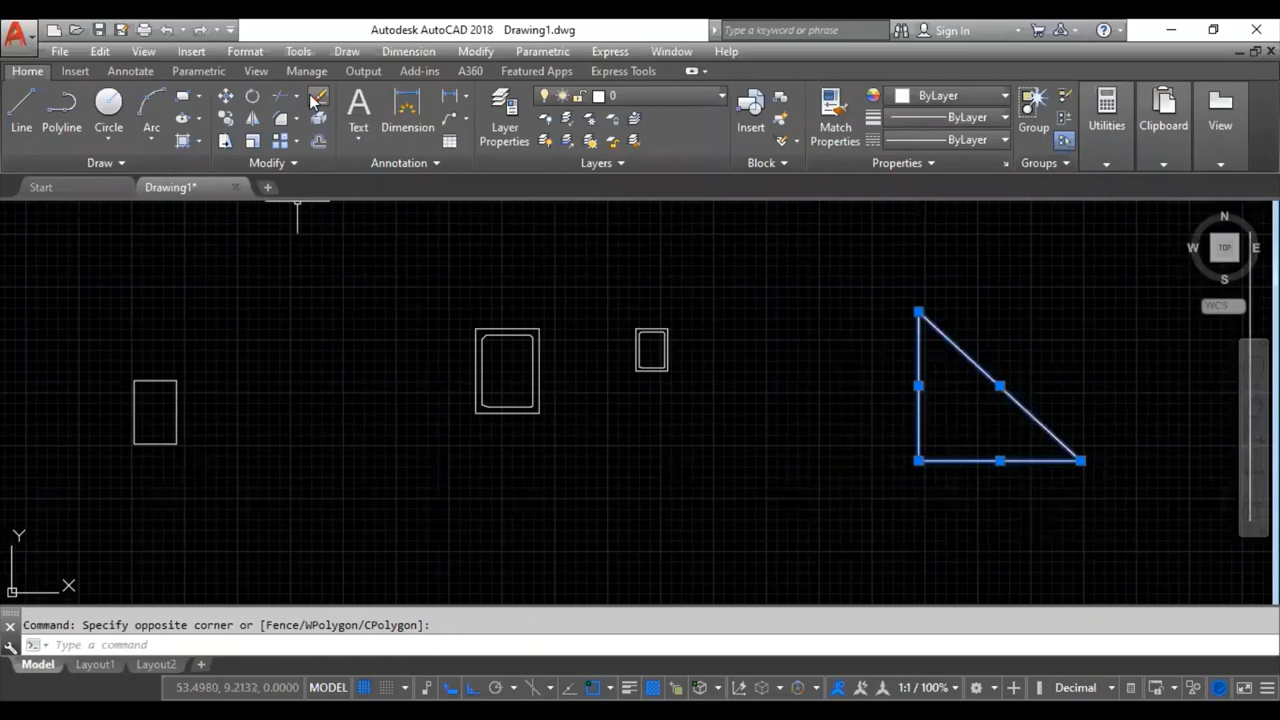 Autodesk AutoCAD 2018 Drawing1.dwg
Type a keyword or phrase
Sign In
File Edit View Insert Format Tools Draw Dimension Modify Parametric Express Window Help
Home Insert Annotate Parametric View Manage Output Add-ins A360 Featured Apps Express Tools
0
ByLayer
ByLayer
ByLayer
Line Polyline Circle Arc
Text Dimension
Layer Properties
Insert
Match Properties
Group
Utilities
Clipboard
View
Draw Modify Annotation Layers Block Properties Groups
Start Drawing1*
N
W TOP E
S
WCS
Y
X
Command: Specify opposite corner or [Fence/WPolygon/CPolygon]:
Type a command
Model Layout1 Layout2
53.4980, 9.2132, 0.0000 MODEL 1:1 / 100% Decimal